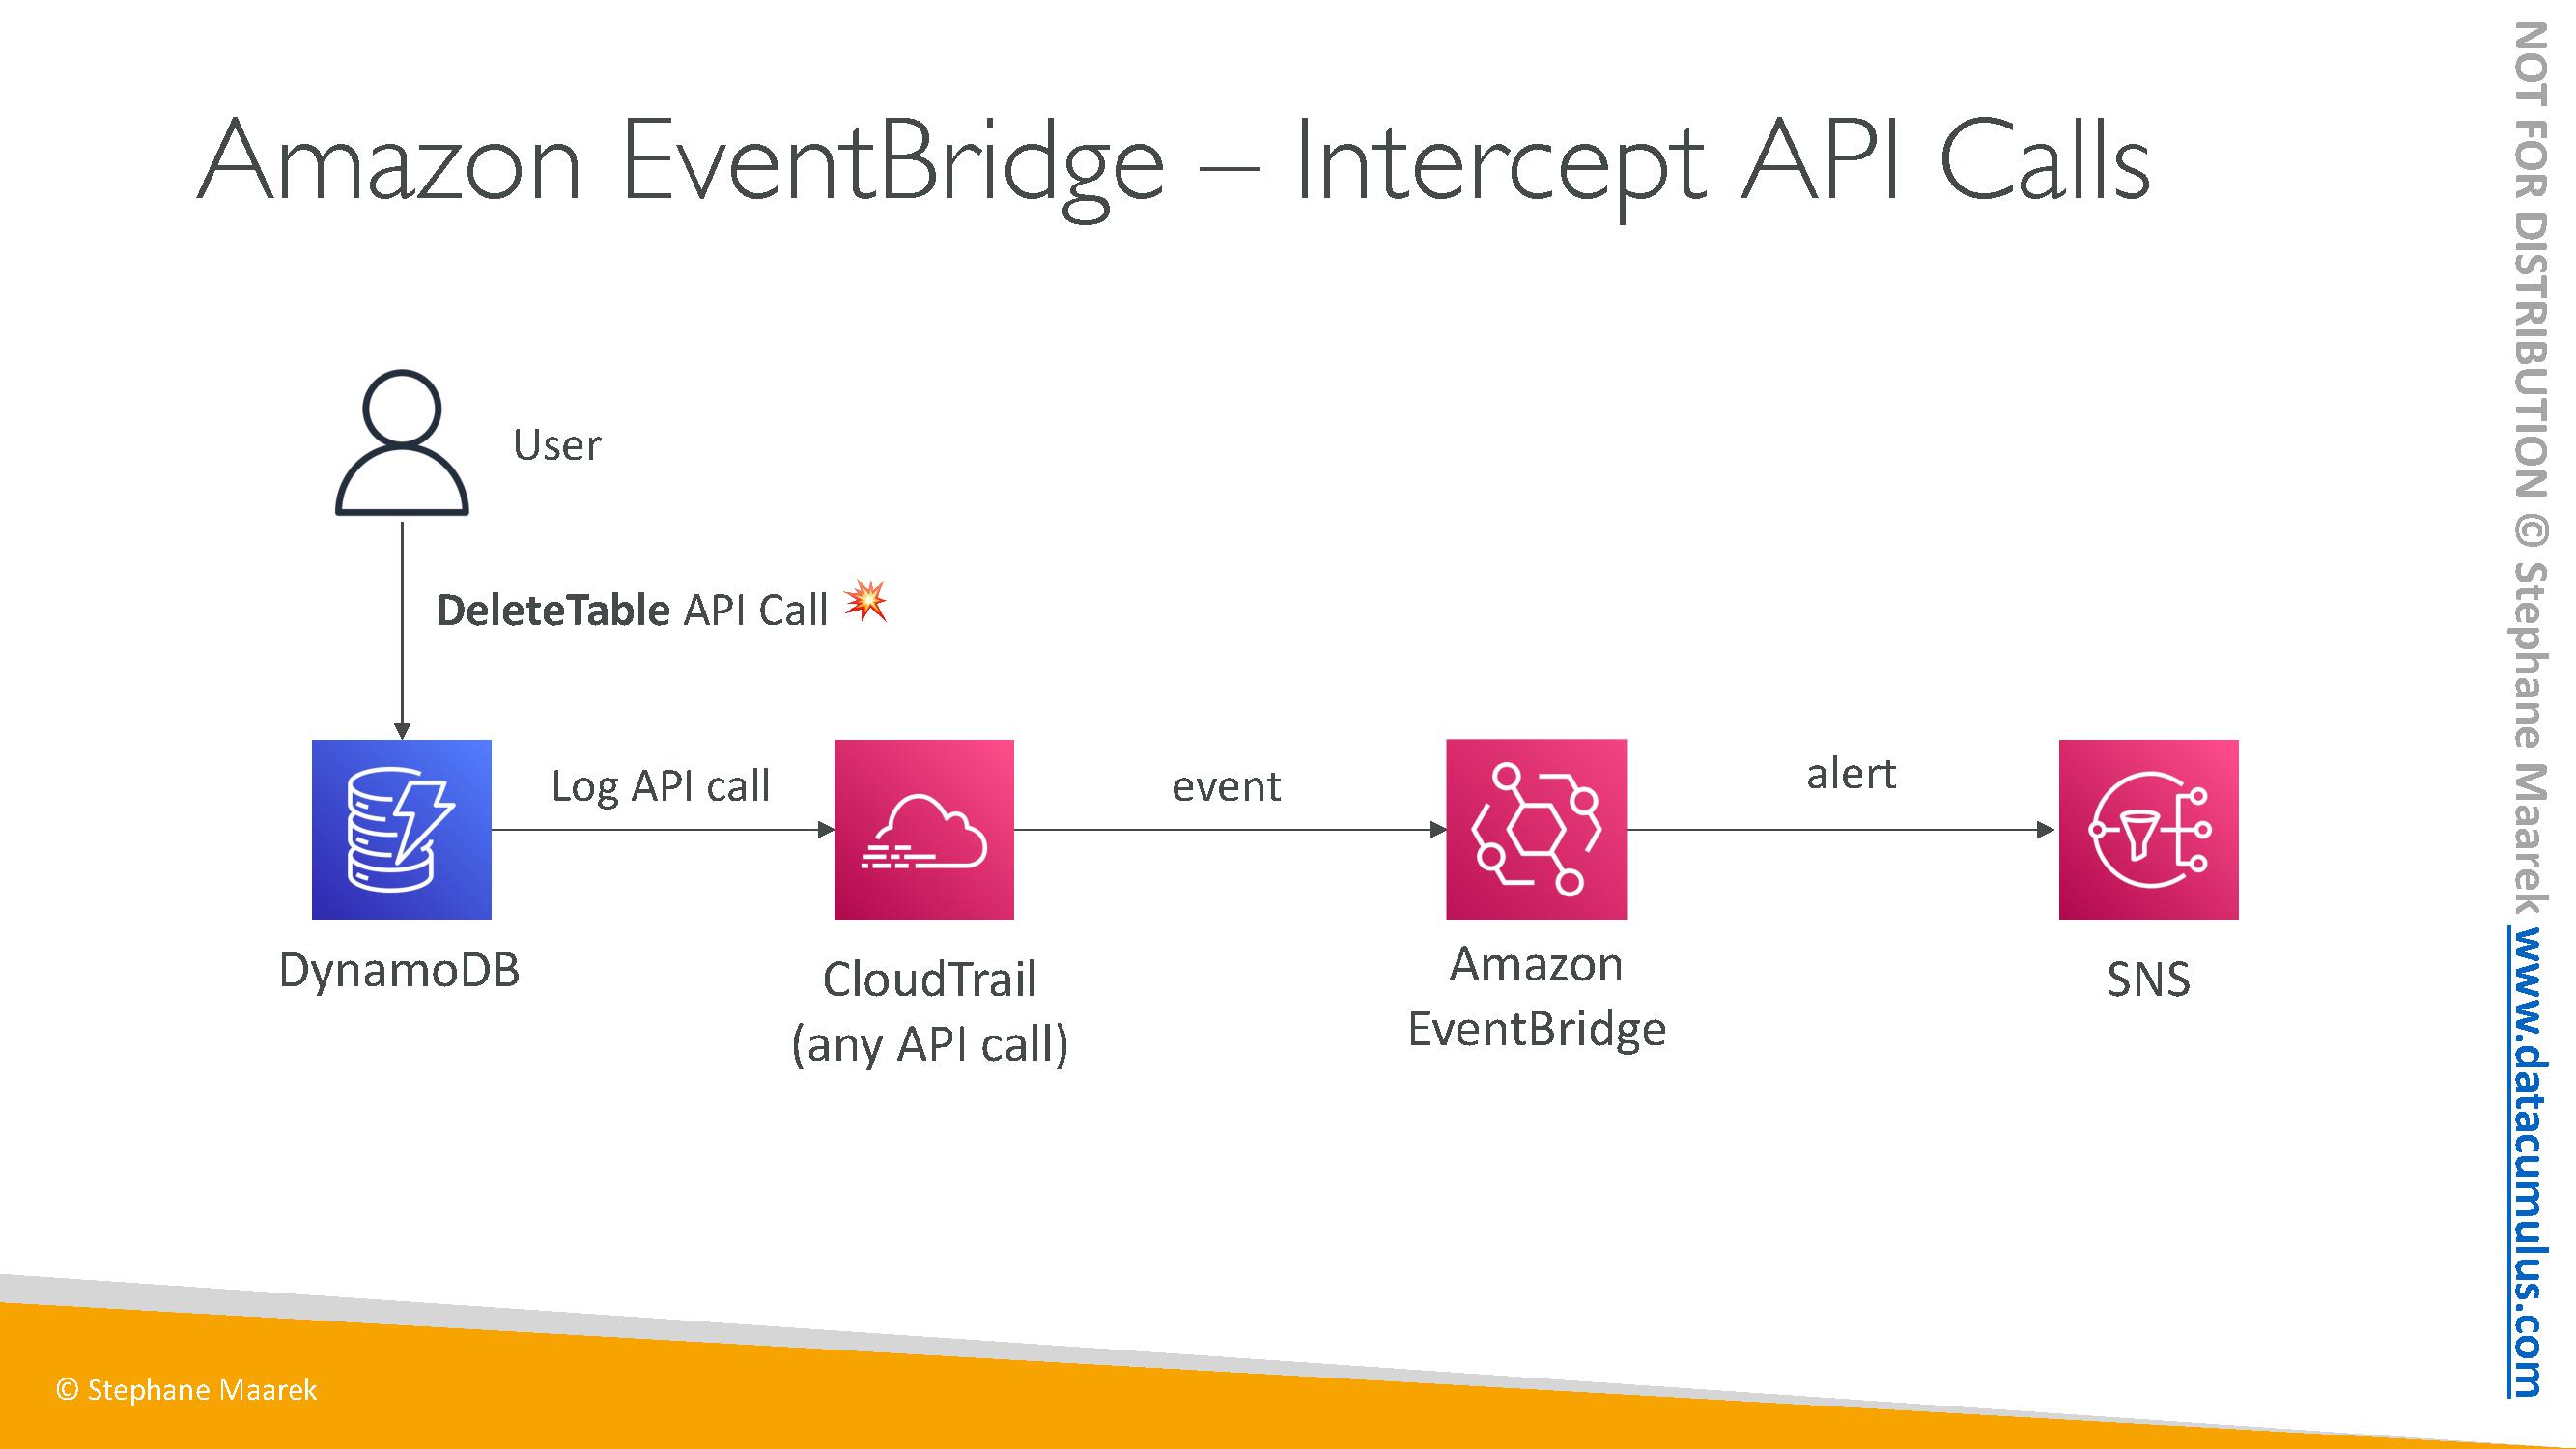 Amazon EventBridge – Intercept API Calls
User
DeleteTable API Call
Log API call
event
alert
DynamoDB
CloudTrail
(any API call)
Amazon
EventBridge
SNS
© Stephane Maarek
NOT FOR DISTRIBUTION © Stephane Maarek www.datacumulus.com